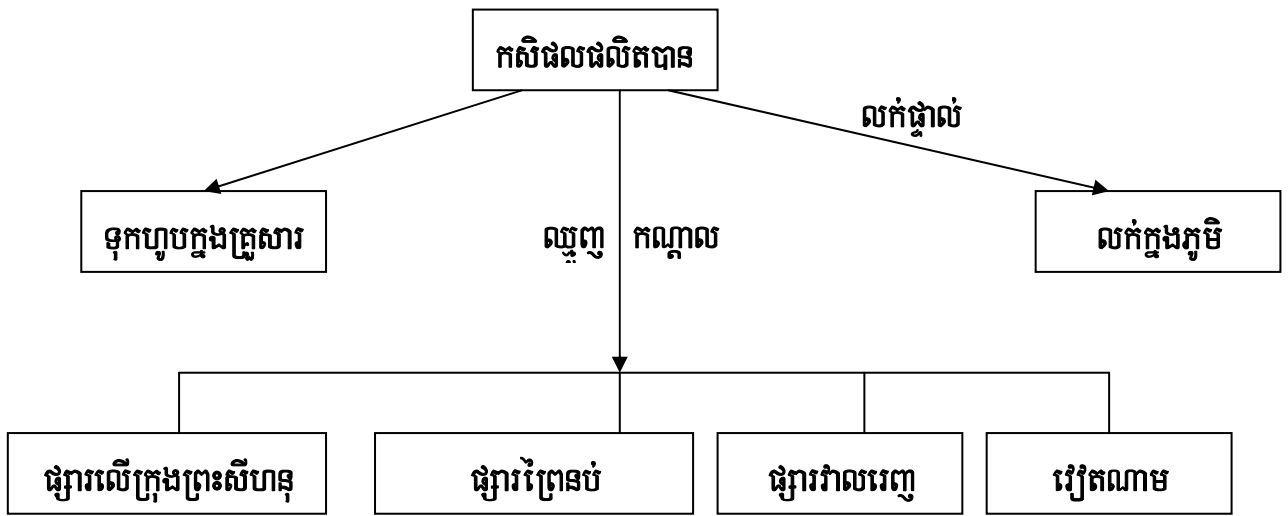 កសិផលផលិតបាន
លក់ផ្ទាល់
ទុកហូបក្នុងគ្រួសារ
ឈ្មួញ កណ្តាល
លក់ក្នុងភូមិ
ផ្សារលើក្រុងព្រះសីហនុ
ផ្សារព្រៃនប់
ផ្សារវាលរេញ
វៀតណាម